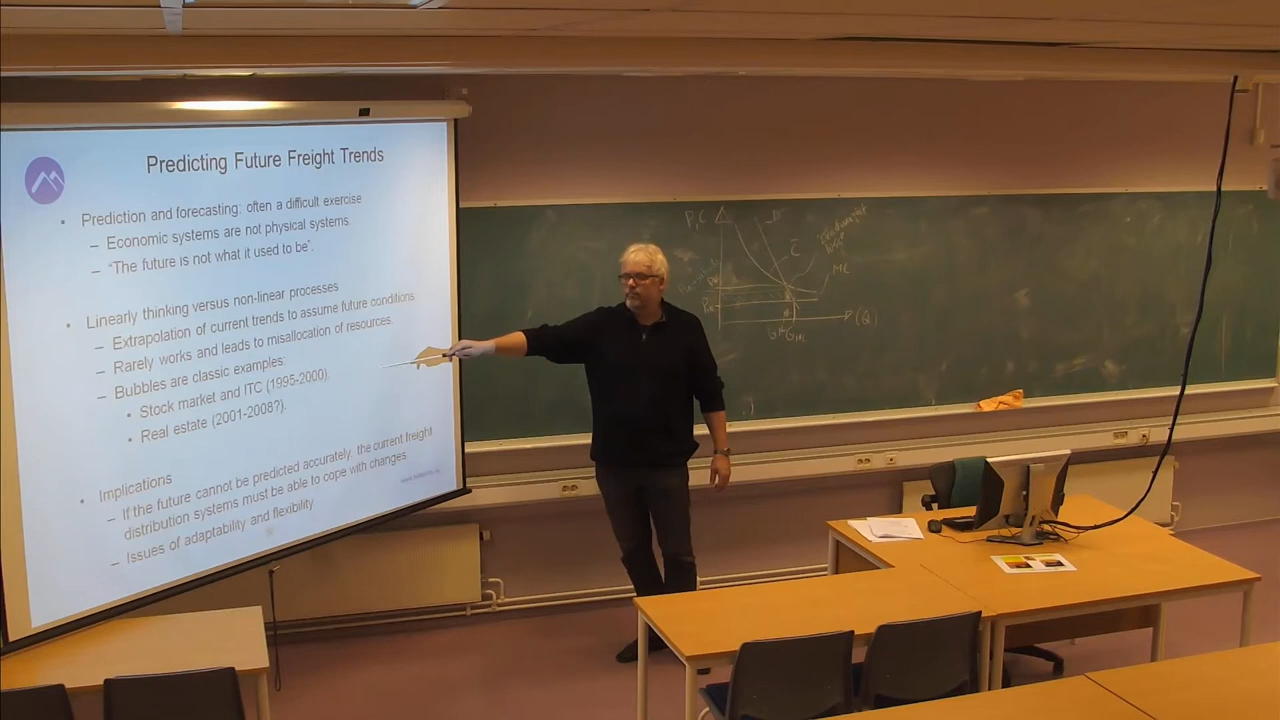 Predicting Future Freight Trends
• Prediction and forecasting: often a difficult exercise
– Economic systems are not physical systems.
– “The future is not what it used to be”.
• Linearly thinking versus non-linear processes
– Extrapolation of current trends to assume future conditions
– Rarely works and leads to misallocation of resources.
– Bubbles are classic examples:
• Stock market and ITC (1995-2000).
• Real estate (2001-2008?).
• Implications
– If the future cannot be predicted accurately, the current freight
distribution systems must be able to cope with changes
– Issues of adaptability and flexibility
P, C
D
C
MC
(Q)